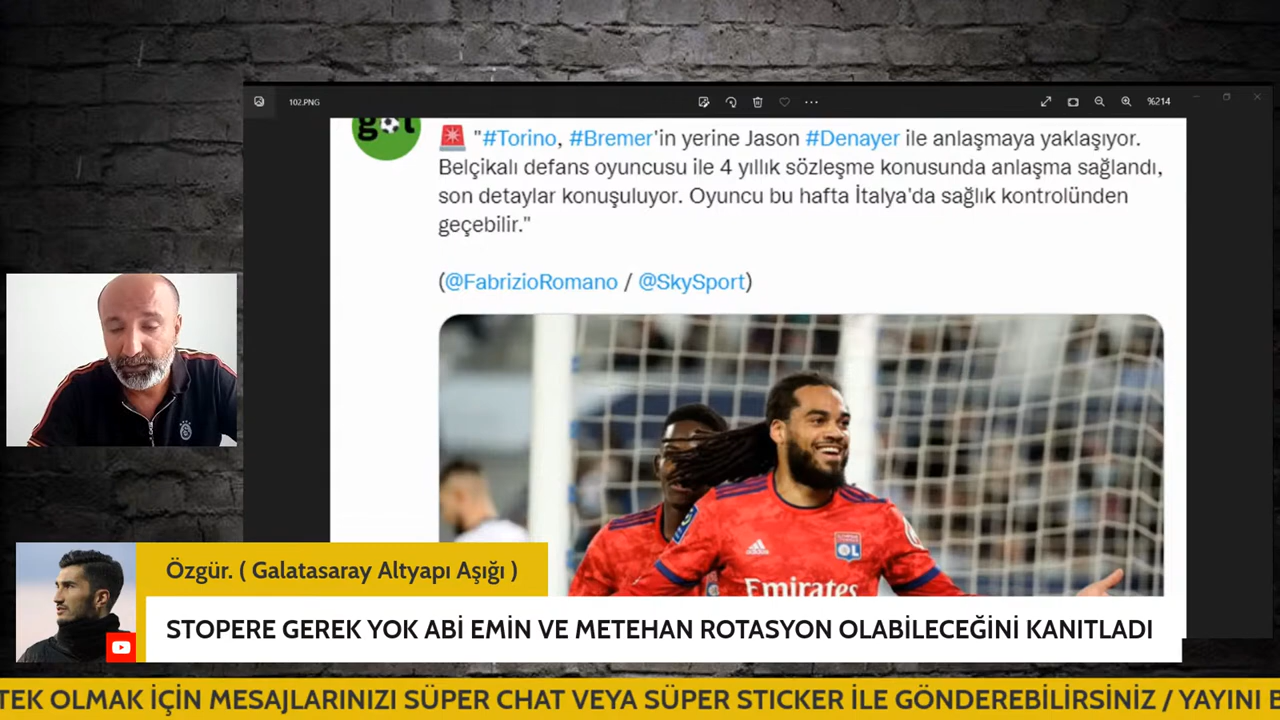 102.PNG
%214
got
"#Torino, #Bremer'in yerine Jason #Denayer ile anlaşmaya yaklaşıyor.
Belçikalı defans oyuncusu ile 4 yıllık sözleşme konusunda anlaşma sağlandı,
son detaylar konuşuluyor. Oyuncu bu hafta İtalya'da sağlık kontrolünden
geçebilir."
(@FabrizioRomano / @SkySport)
OL
Emirates
Özgür. ( Galatasaray Altyapı Aşığı )
STOPERE GEREK YOK ABİ EMİN VE METEHAN ROTASYON OLABİLECEĞİNİ KANITLADI
TEK OLMAK İÇİN MESAJLARINIZI SÜPER CHAT VEYA SÜPER STICKER İLE GÖNDEREBİLİRSİNİZ / YAYINI